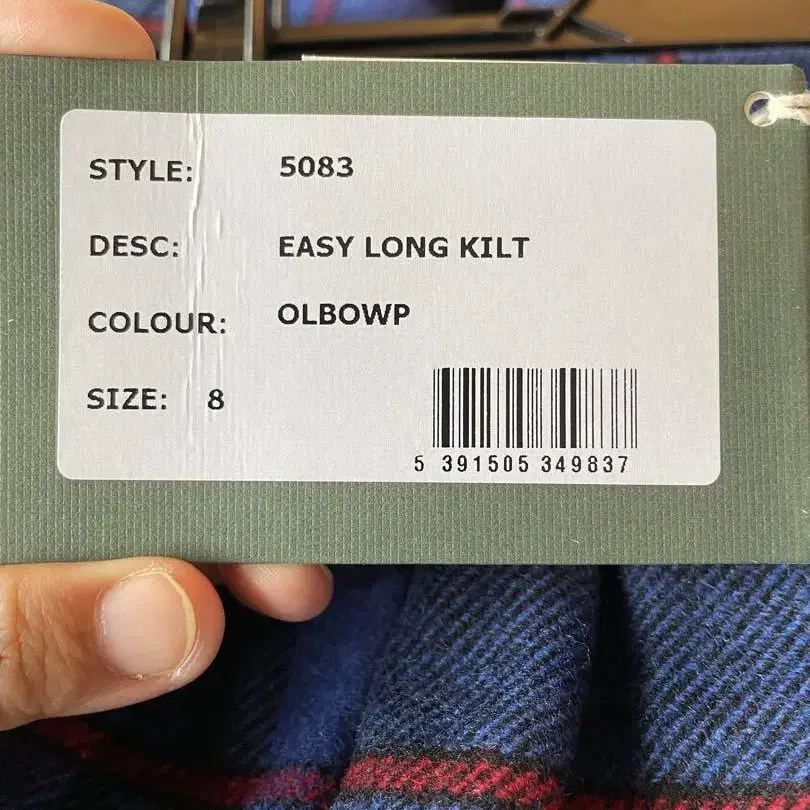 STYLE: 5083
DESC: EASY LONG KILT
COLOUR: OLBOWP
SIZE: 8
5 391505 349837